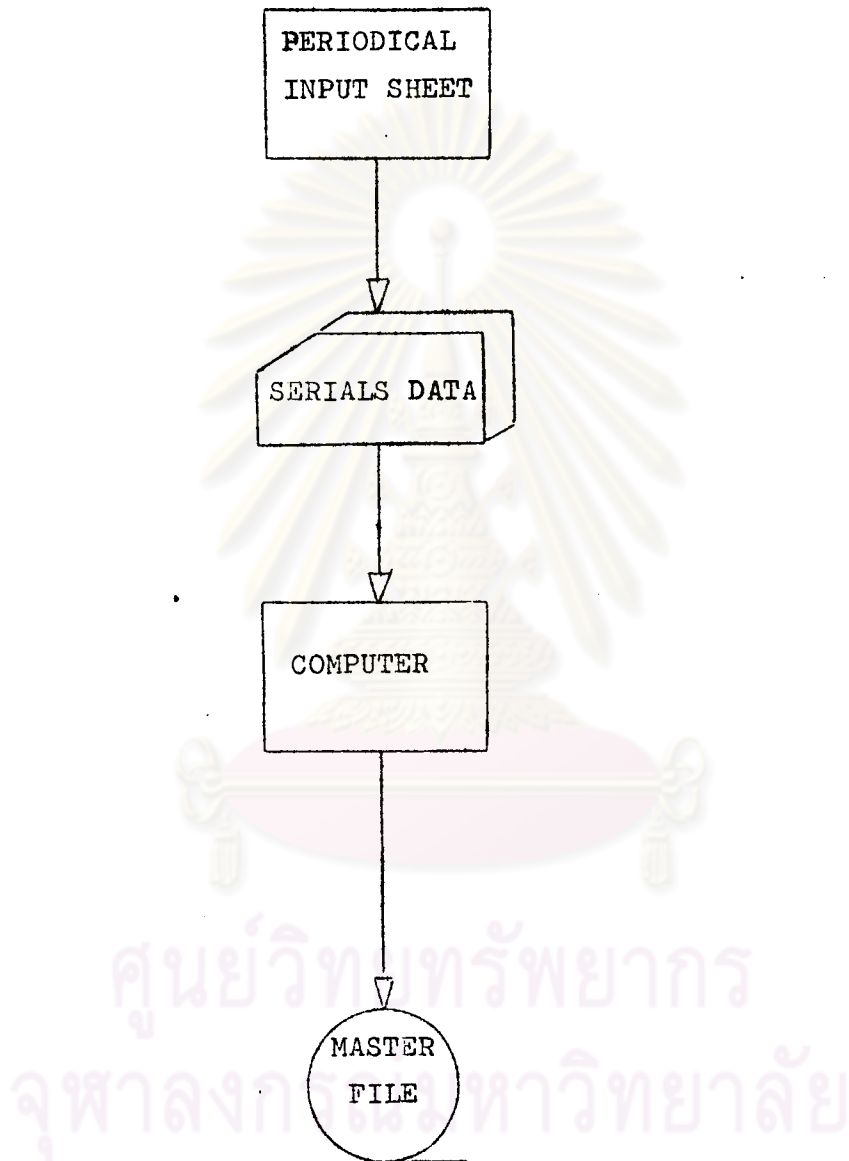 PERIODICAL
INPUT SHEET
SERIALS DATA
COMPUTER
MASTER
FILE
ศูนย์วิทยทรัพยากร
จุฬาลงกรณ์มหาวิทยาลัย